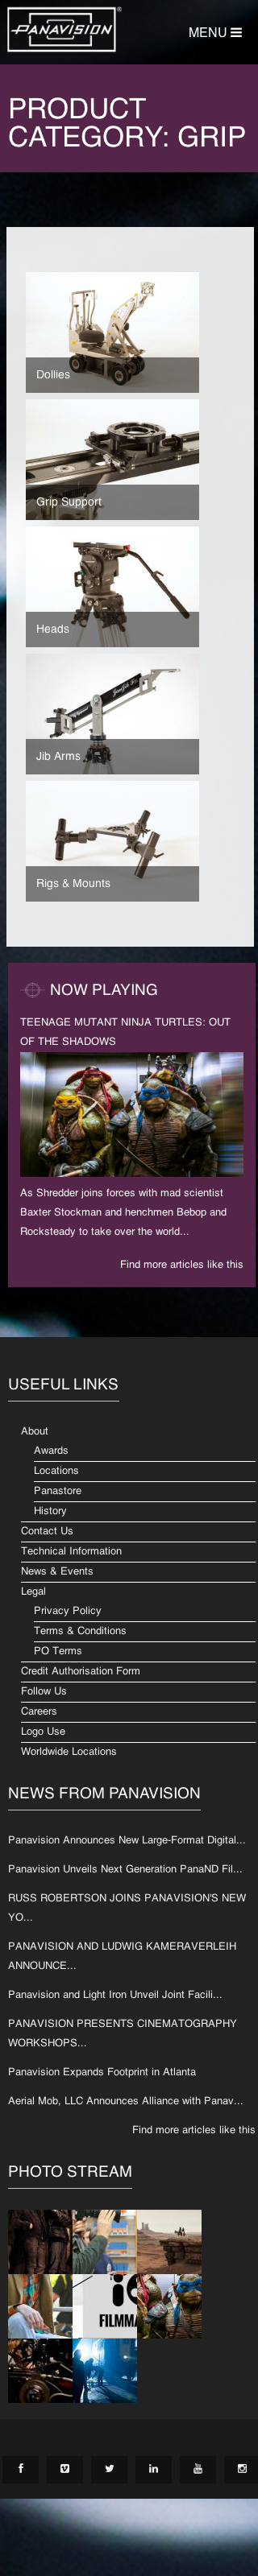 PANAVISION
®
MENU
PRODUCT
CATEGORY: GRIP
Dollies
Grip Support
Heads
Jib Arms
Rigs & Mounts
NOW PLAYING
TEENAGE MUTANT NINJA TURTLES: OUT
OF THE SHADOWS
As Shredder joins forces with mad scientist
Baxter Stockman and henchmen Bebop and
Rocksteady to take over the world...
Find more articles like this
USEFUL LINKS
About
Awards
Locations
Panastore
History
Contact Us
Technical Information
News & Events
Legal
Privacy Policy
Terms & Conditions
PO Terms
Credit Authorisation Form
Follow Us
Careers
Logo Use
Worldwide Locations
NEWS FROM PANAVISION
Panavision Announces New Large-Format Digital...
Panavision Unveils Next Generation PanaND Fil...
RUSS ROBERTSON JOINS PANAVISION'S NEW
YO...
PANAVISION AND LUDWIG KAMERAVERLEIH
ANNOUNCE...
Panavision and Light Iron Unveil Joint Facili...
PANAVISION PRESENTS CINEMATOGRAPHY
WORKSHOPS...
Panavision Expands Footprint in Atlanta
Aerial Mob, LLC Announces Alliance with Panav...
Find more articles like this
PHOTO STREAM
FILMM